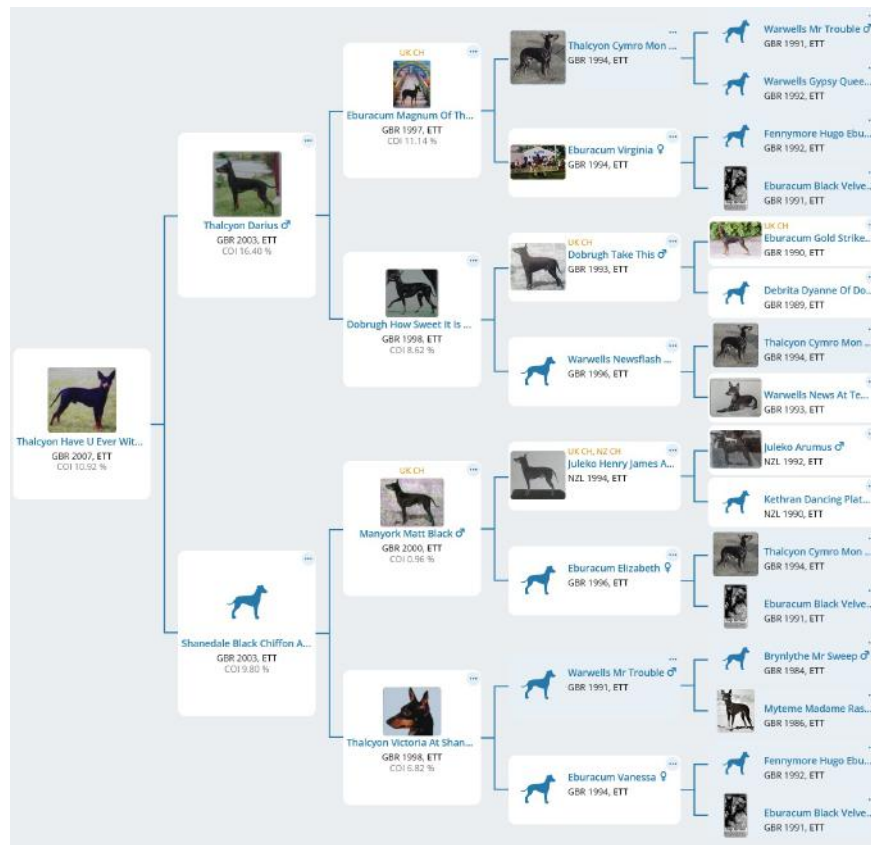 Thalcyon Have U Ever Wit...
GBR 2007, ETT
COI 10.92 %
Thalcyon Darius ♂
GBR 2003, ETT
COI 16.40 %
Shanedale Black Chiffon A...
GBR 2003, ETT
COI 9.80 %
UK CH
Eburacum Magnum Of Th...
GBR 1997, ETT
COI 11.14 %
Dobrugh How Sweet It Is ...
GBR 1998, ETT
COI 8.62 %
UK CH
Manyork Matt Black ♂
GBR 2000, ETT
COI 0.96 %
Thalcyon Victoria At Shan...
GBR 1998, ETT
COI 6.82 %
Thalcyon Cymro Mon ...
GBR 1994, ETT
Eburacum Virginia ♀
GBR 1994, ETT
UK CH
Dobrugh Take This ♂
GBR 1993, ETT
Warwells Newsflash ...
GBR 1996, ETT
UK CH, NZ CH
Juleko Henry James A...
NZL 1994, ETT
Eburacum Elizabeth ♀
GBR 1996, ETT
Warwells Mr Trouble ♂
GBR 1991, ETT
Eburacum Vanessa ♀
GBR 1994, ETT
Warwells Mr Trouble ♂
GBR 1991, ETT
Warwells Gypsy Quee...
GBR 1992, ETT
Fennymore Hugo Ebu...
GBR 1992, ETT
Eburacum Black Velve...
GBR 1991, ETT
UK CH
Eburacum Gold Strike...
GBR 1990, ETT
Debrita Dyanne Of Do...
GBR 1989, ETT
Thalcyon Cymro Mon ...
GBR 1994, ETT
Warwells News At Te...
GBR 1993, ETT
Juleko Arumus ♂
NZL 1992, ETT
Kethran Dancing Plat...
NZL 1990, ETT
Thalcyon Cymro Mon ...
GBR 1994, ETT
Eburacum Black Velve...
GBR 1991, ETT
Brynlythe Mr Sweep ♂
GBR 1984, ETT
Myteme Madame Ras...
GBR 1986, ETT
Fennymore Hugo Ebu...
GBR 1992, ETT
Eburacum Black Velve...
GBR 1991, ETT